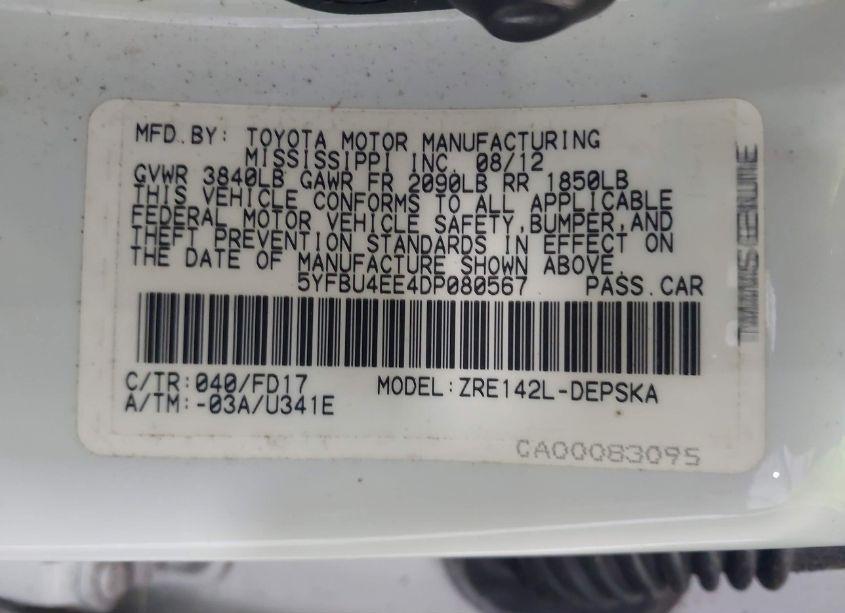 MFD.BY: TOYOTA MOTOR MANUFACTURING
MISSISSIPPI INC. 08/12
GVWR 3840LB GAWR FR 2090LB RR 1850LB
THIS VEHICLE CONFORMS TO ALL APPLICABLE
FEDERAL MOTOR VEHICLE SAFETY,BUMPER,AND
THEFT PREVENTION STANDARDS IN EFFECT ON
THE DATE OF MANUFACTURE SHOWN ABOVE.
5YFBU4EE4DP080567 PASS.CAR
C/TR:040/FD17 MODEL:ZRE142L-DEPSKA
A/TM:-03A/U341E
CA00083095